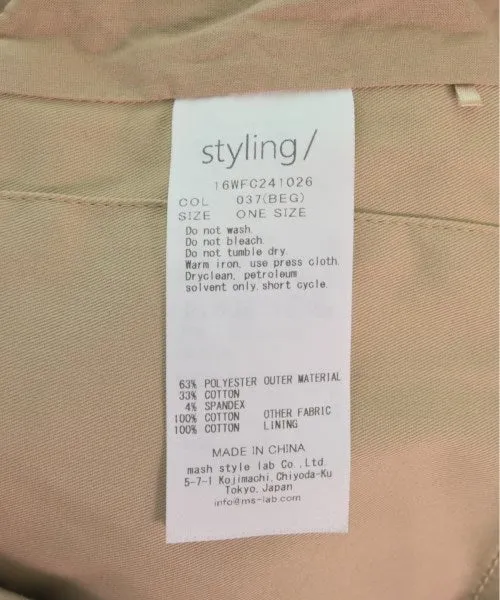 styling/
16WFC241026
COL 037(BEG)
SIZE ONE SIZE
Do not wash.
Do not bleach.
Do not tumble dry.
Warm iron, use press cloth.
Dryclean, petroleum
solvent only.short cycle.
63% POLYESTER OUTER MATERIAL
33% COTTON
4% SPANDEX
100% COTTON OTHER FABRIC
100% COTTON LINING
MADE IN CHINA
mash style lab Co.,Ltd.
5-7-1 Kojimachi,Chiyoda-Ku
Tokyo,Japan
info@ms-lab.com